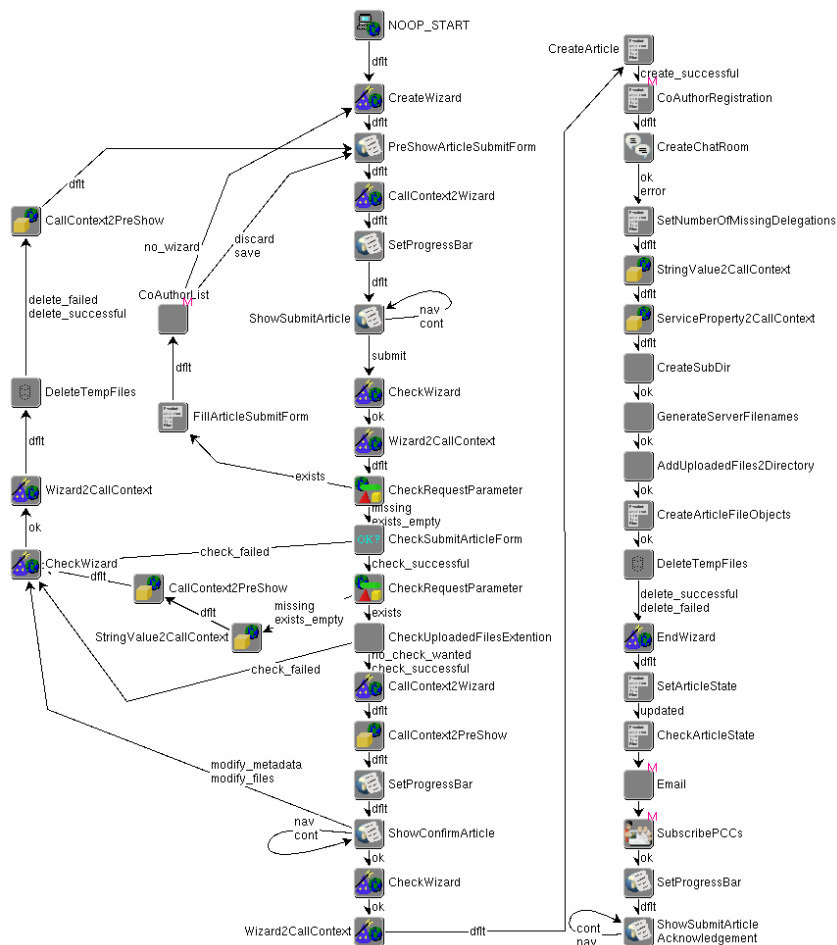 NOOP_START
dflt
CreateWizard
dflt
PreShowArticleSubmitForm
dflt
CallContext2Wizard
dflt
SetProgressBar
dflt
ShowSubmitArticle
nav
cont
submit
CheckWizard
ok
Wizard2CallContext
dflt
CheckRequestParameter
missing
exists_empty
OK?
CheckSubmitArticleForm
check_successful
CheckRequestParameter
exists
CheckUploadedFilesExtention
no_check_wanted
check_successful
CallContext2Wizard
dflt
CallContext2PreShow
dflt
SetProgressBar
dflt
ShowConfirmArticle
nav
cont
ok
CheckWizard
ok
Wizard2CallContext
dflt
dflt
CallContext2PreShow
delete_failed
delete_successful
DeleteTempFiles
dflt
Wizard2CallContext
ok
CheckWizard
no_wizard
discard
save
CoAuthorList
M
dflt
FillArticleSubmitForm
exists
check_failed
dflt
CallContext2PreShow
dflt
StringValue2CallContext
missing
exists_empty
check_failed
modify_metadata
modify_files
CreateArticle
create_successful
M
CoAuthorRegistration
dflt
CreateChatRoom
ok
error
SetNumberOfMissingDelegations
dflt
StringValue2CallContext
dflt
ServiceProperty2CallContext
dflt
CreateSubDir
ok
GenerateServerFilenames
ok
AddUploadedFiles2Directory
ok
CreateArticleFileObjects
ok
DeleteTempFiles
delete_successful
delete_failed
EndWizard
dflt
SetArticleState
updated
CheckArticleState
M
Email
M
SubscribePCCs
ok
SetProgressBar
dflt
ShowSubmitArticle
Acknowledgement
cont
nav